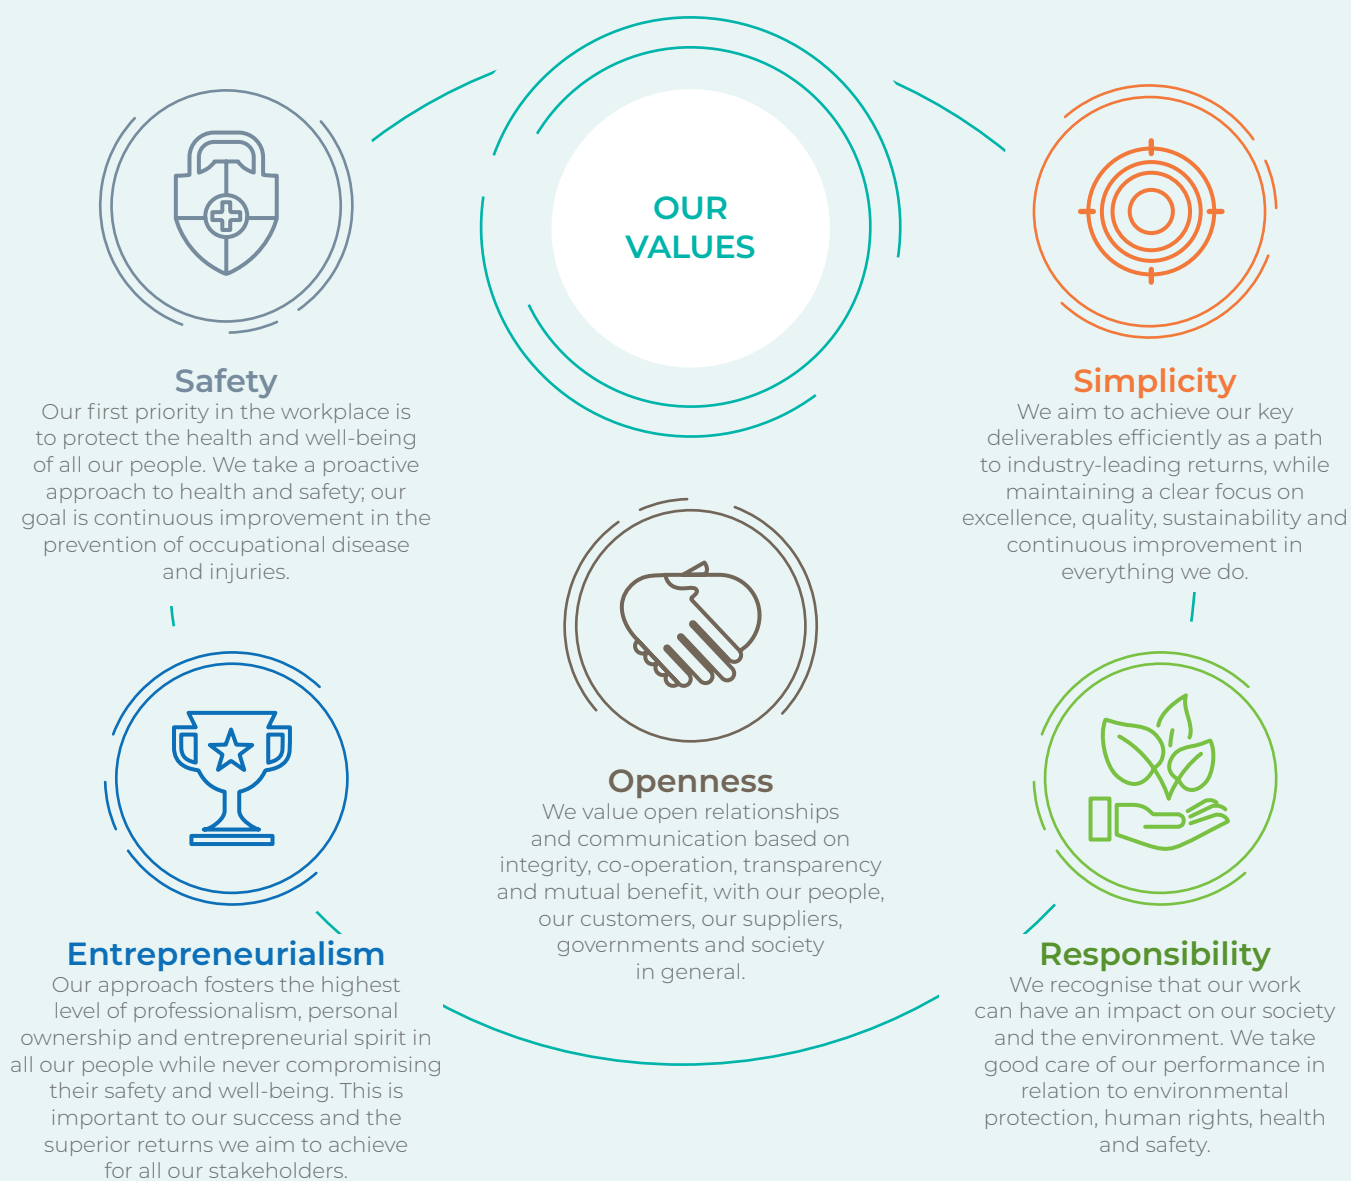 OUR
VALUES
Safety
Our first priority in the workplace is
to protect the health and well-being
of all our people. We take a proactive
approach to health and safety; our
goal is continuous improvement in the
prevention of occupational disease
and injuries.
Simplicity
We aim to achieve our key
deliverables efficiently as a path
to industry-leading returns, while
maintaining a clear focus on
excellence, quality, sustainability and
continuous improvement in
everything we do.
Openness
We value open relationships
and communication based on
integrity, co-operation, transparency
and mutual benefit, with our people,
our customers, our suppliers,
governments and society
in general.
Entrepreneurialism
Our approach fosters the highest
level of professionalism, personal
ownership and entrepreneurial spirit in
all our people while never compromising
their safety and well-being. This is
important to our success and the
superior returns we aim to achieve
for all our stakeholders.
Responsibility
We recognise that our work
can have an impact on our society
and the environment. We take
good care of our performance in
relation to environmental
protection, human rights, health
and safety.